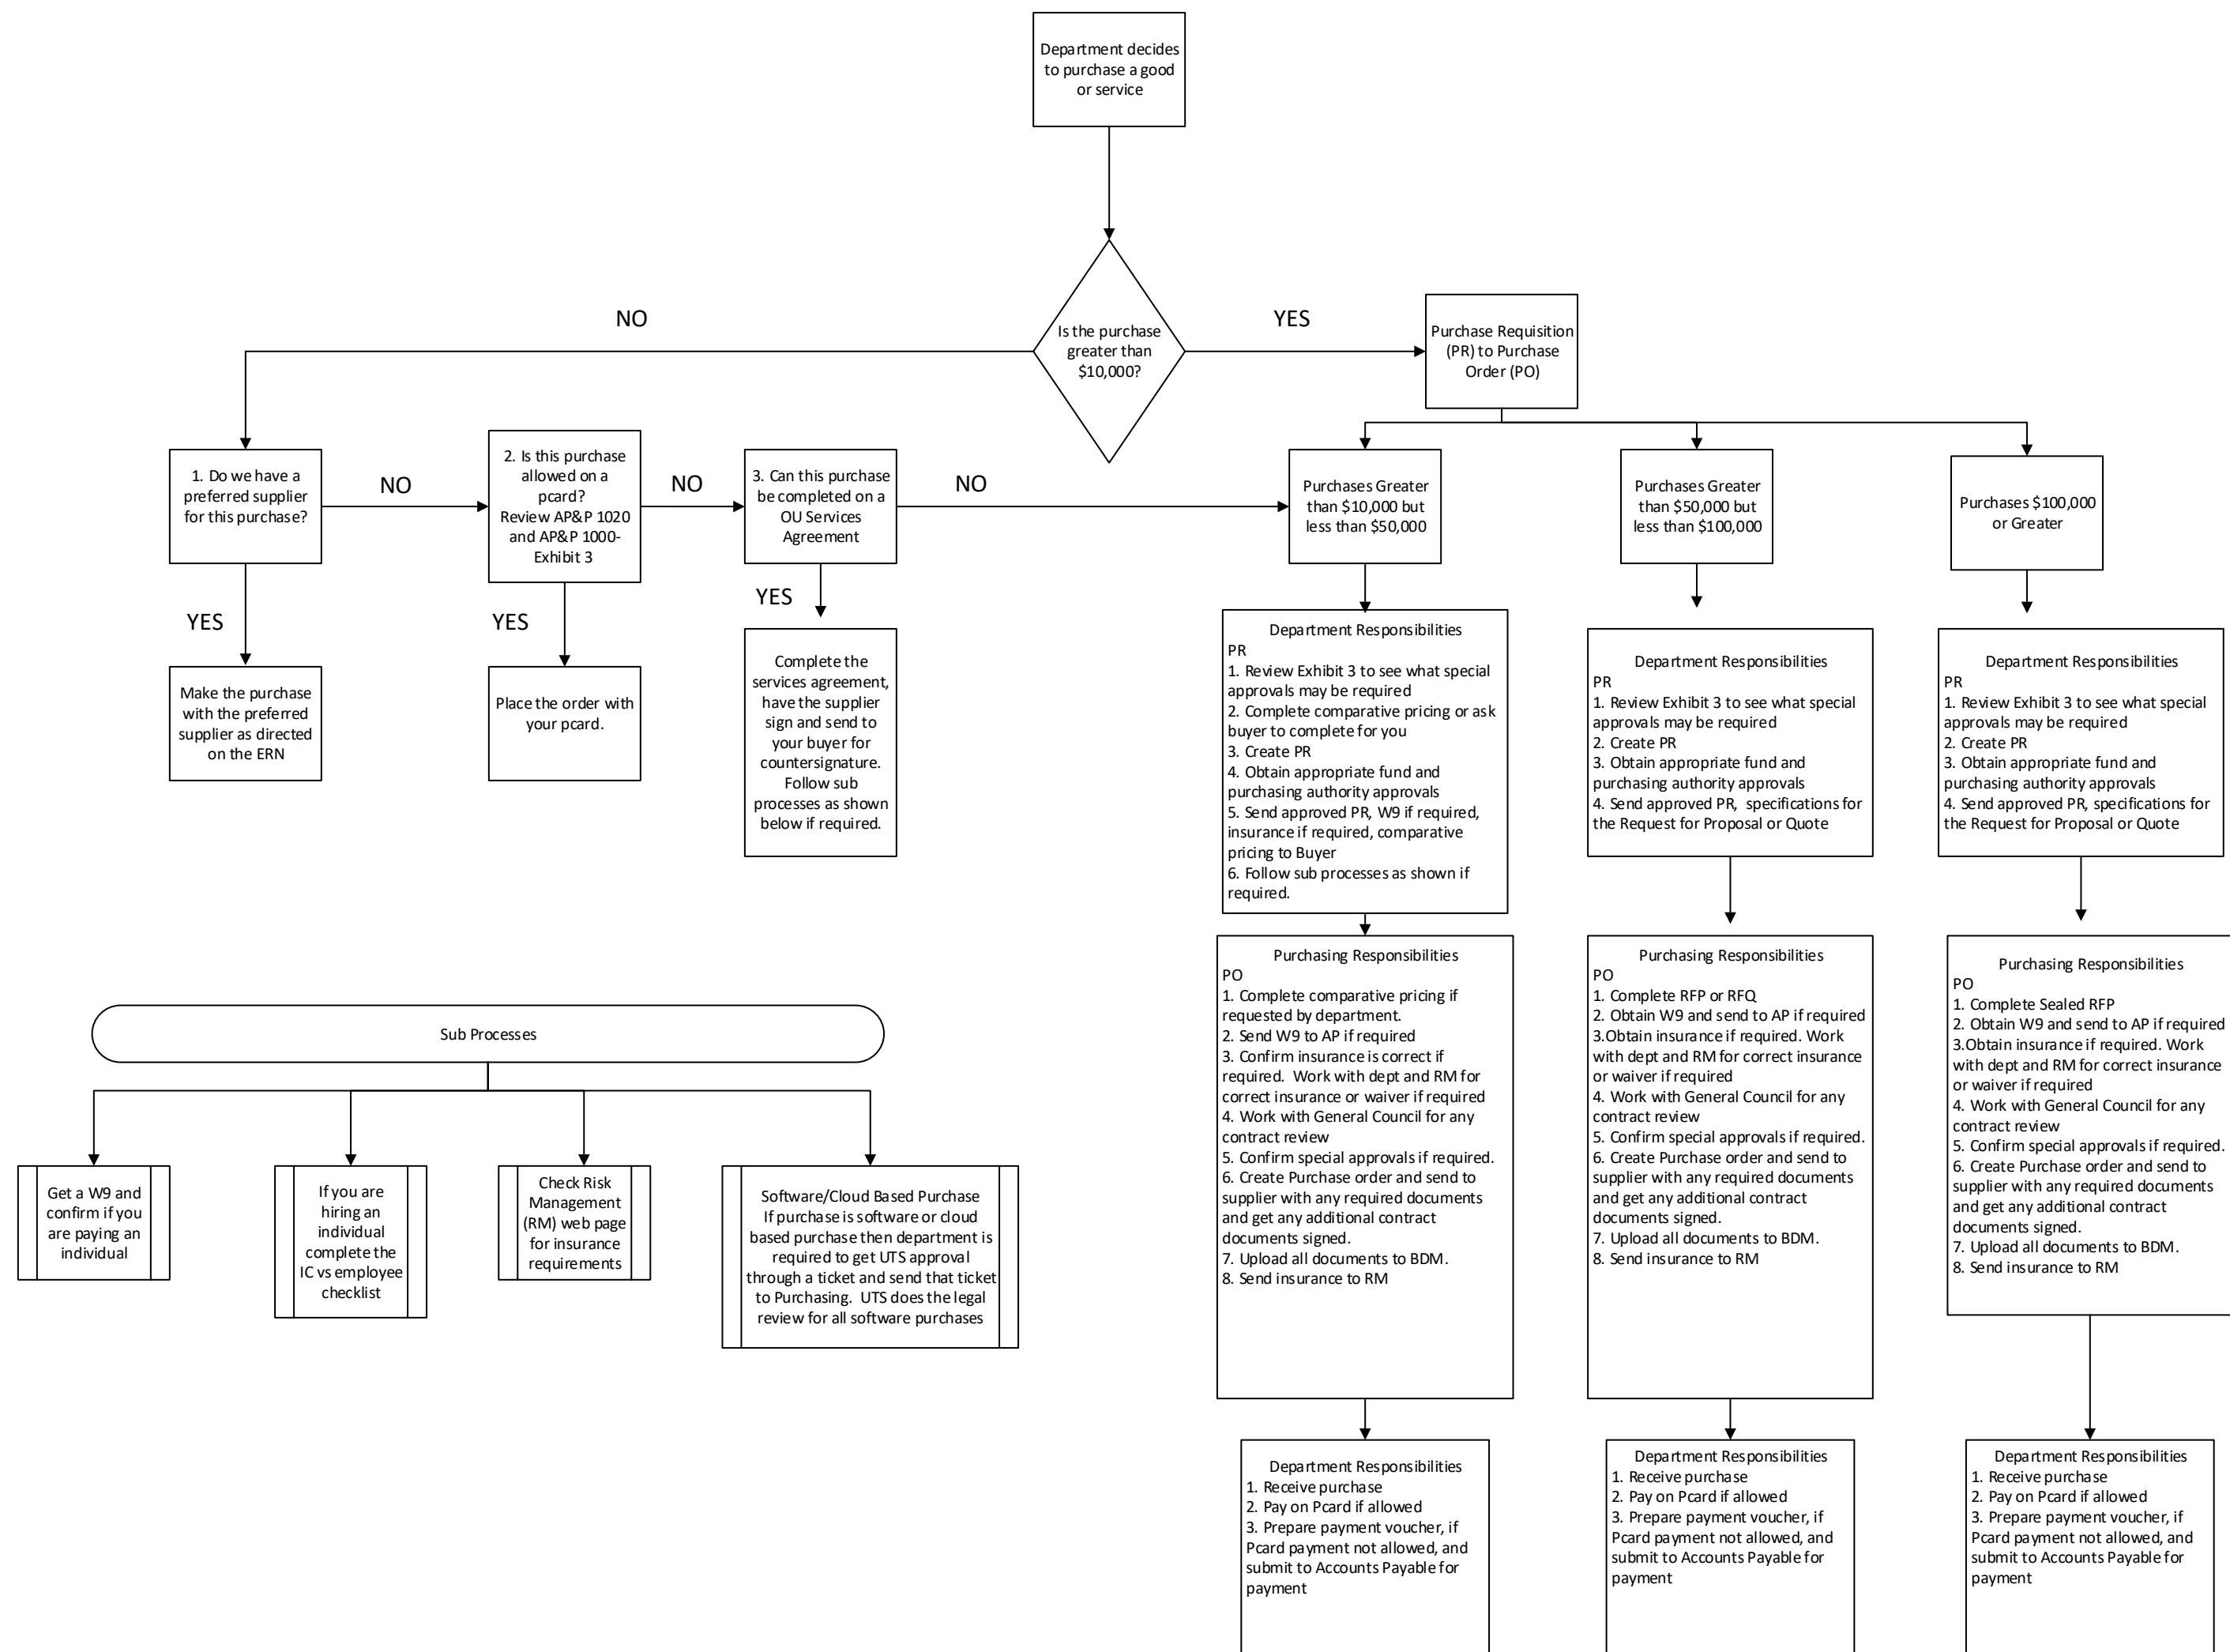 Department decides
to purchase a good
or service
Is the purchase
greater than
$10,000?
NO
YES
Purchase Requisition
(PR) to Purchase
Order (PO)
1. Do we have a
preferred supplier
for this purchase?
NO
2. Is this purchase
allowed on a
pcard?
Review AP&P 1020
and AP&P 1000-
Exhibit 3
NO
3. Can this purchase
be completed on a
OU Services
Agreement
NO
Purchases Greater
than $10,000 but
less than $50,000
Purchases Greater
than $50,000 but
less than $100,000
Purchases $100,000
or Greater
YES
YES
YES
Make the purchase
with the preferred
supplier as directed
on the ERN
Place the order with
your pcard.
Complete the
services agreement,
have the supplier
sign and send to
your buyer for
countersignature.
Follow sub
processes as shown
below if required.
Department Responsibilities
PR
1. Review Exhibit 3 to see what special
approvals may be required
2. Complete comparative pricing or ask
buyer to complete for you
3. Create PR
4. Obtain appropriate fund and
purchasing authority approvals
5. Send approved PR, W9 if required,
insurance if required, comparative
pricing to Buyer
6. Follow sub processes as shown if
required.
Department Responsibilities
PR
1. Review Exhibit 3 to see what special
approvals may be required
2. Create PR
3. Obtain appropriate fund and
purchasing authority approvals
4. Send approved PR, specifications for
the Request for Proposal or Quote
Department Responsibilities
PR
1. Review Exhibit 3 to see what special
approvals may be required
2. Create PR
3. Obtain appropriate fund and
purchasing authority approvals
4. Send approved PR, specifications for
the Request for Proposal or Quote
Purchasing Responsibilities
PO
1. Complete comparative pricing if
requested by department.
2. Send W9 to AP if required
3. Confirm insurance is correct if
required. Work with dept and RM for
correct insurance or waiver if required
4. Work with General Council for any
contract review
5. Confirm special approvals if required.
6. Create Purchase order and send to
supplier with any required documents
and get any additional contract
documents signed.
7. Upload all documents to BDM.
8. Send insurance to RM
Purchasing Responsibilities
PO
1. Complete RFP or RFQ
2. Obtain W9 and send to AP if required
3.Obtain insurance if required. Work
with dept and RM for correct insurance
or waiver if required
4. Work with General Council for any
contract review
5. Confirm special approvals if required.
6. Create Purchase order and send to
supplier with any required documents
and get any additional contract
documents signed.
7. Upload all documents to BDM.
8. Send insurance to RM
Purchasing Responsibilities
PO
1. Complete Sealed RFP
2. Obtain W9 and send to AP if required
3.Obtain insurance if required. Work
with dept and RM for correct insurance
or waiver if required
4. Work with General Council for any
contract review
5. Confirm special approvals if required.
6. Create Purchase order and send to
supplier with any required documents
and get any additional contract
documents signed.
7. Upload all documents to BDM.
8. Send insurance to RM
Sub Processes
Get a W9 and
confirm if you
are paying an
individual
If you are
hiring an
individual
complete the
IC vs employee
checklist
Check Risk
Management
(RM) web page
for insurance
requirements
Software/Cloud Based Purchase
If purchase is software or cloud
based purchase then department is
required to get UTS approval
through a ticket and send that ticket
to Purchasing. UTS does the legal
review for all software purchases
Department Responsibilities
1. Receive purchase
2. Pay on Pcard if allowed
3. Prepare payment voucher, if
Pcard payment not allowed, and
submit to Accounts Payable for
payment
Department Responsibilities
1. Receive purchase
2. Pay on Pcard if allowed
3. Prepare payment voucher, if
Pcard payment not allowed, and
submit to Accounts Payable for
payment
Department Responsibilities
1. Receive purchase
2. Pay on Pcard if allowed
3. Prepare payment voucher, if
Pcard payment not allowed, and
submit to Accounts Payable for
payment